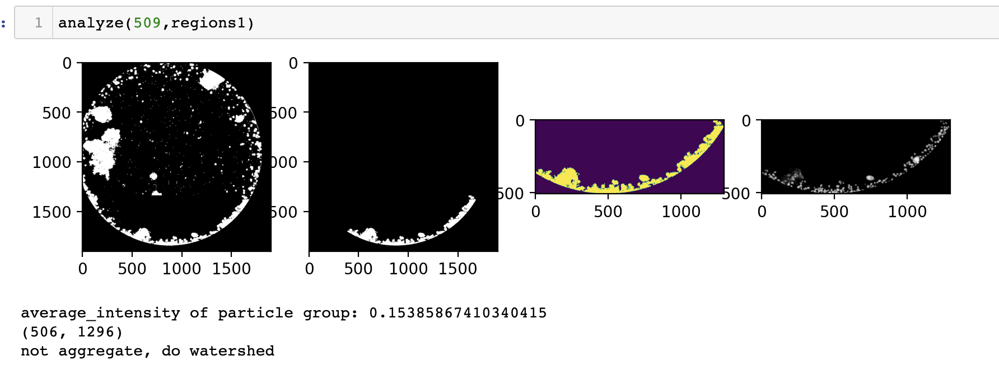 : 1 analyze(509,regions1)
0 0
500 500 0 0
1000 000 500 500
1500 500 0 500 1000 0 500 1000
0 500 1000 1500 0 500 1000 1500
average_intensity of particle group: 0.15385867410340415
(506, 1296)
not aggregate, do watershed